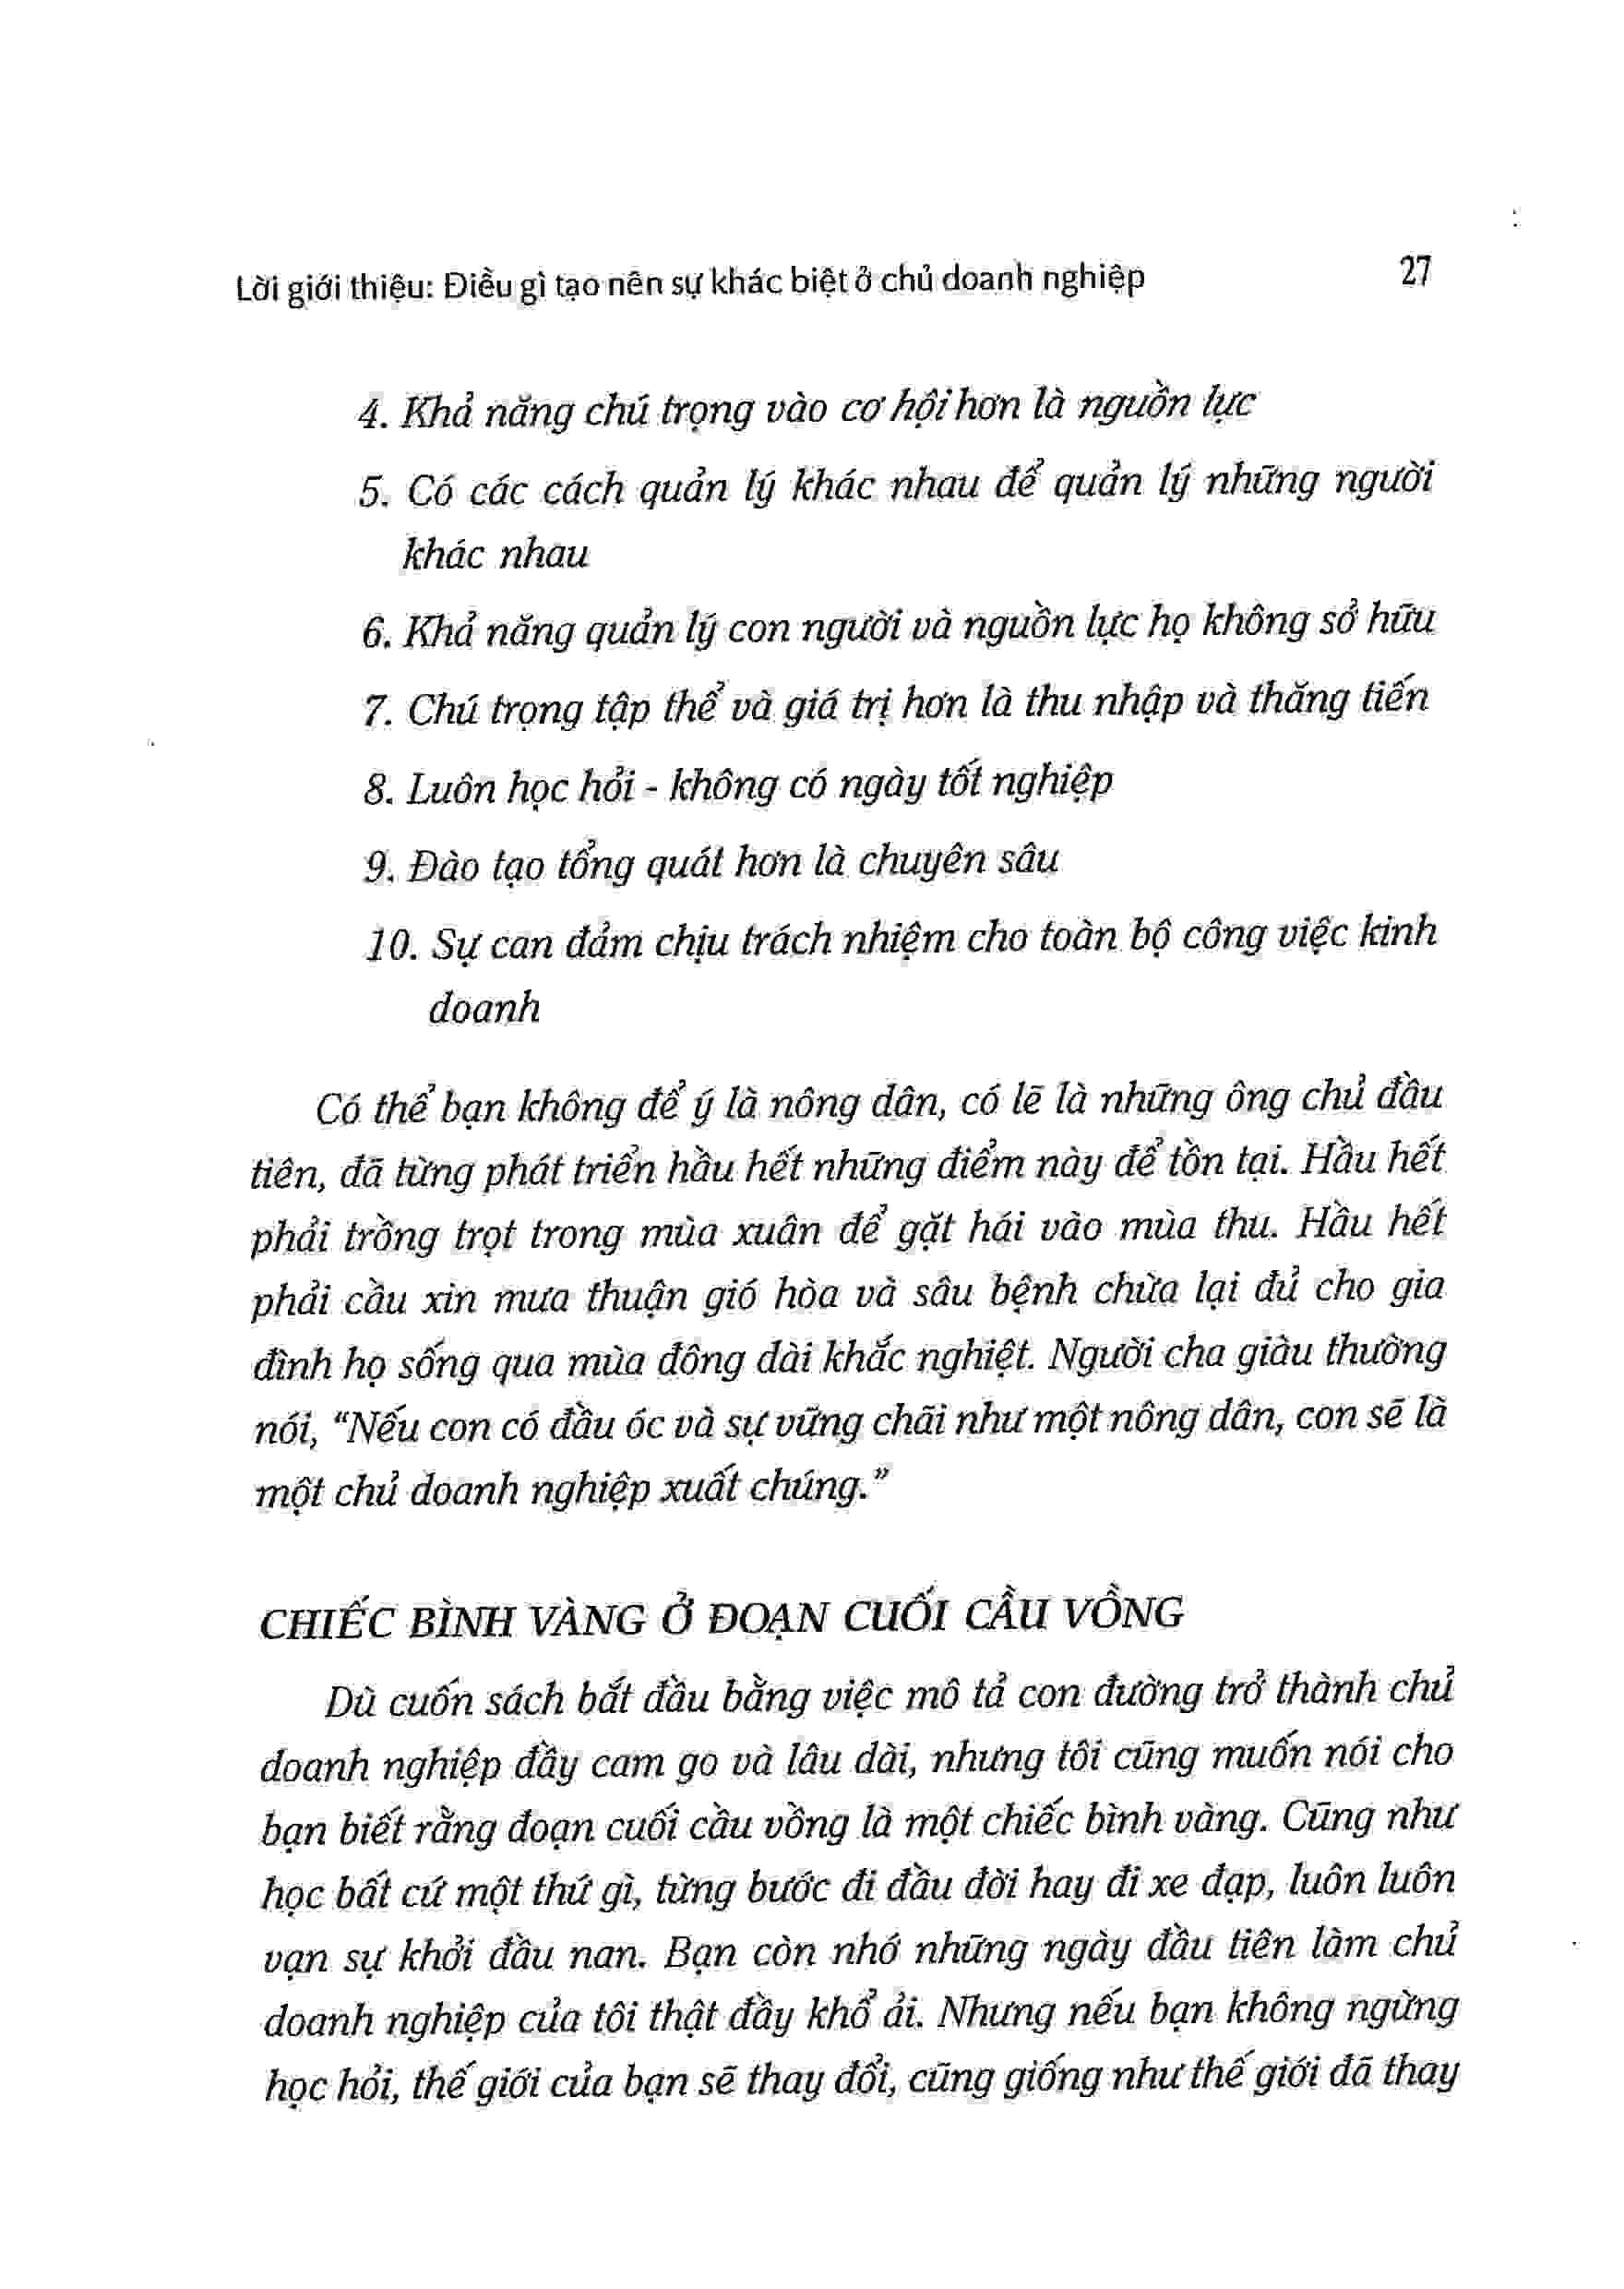 Lời giới thiệu: Điều gì tạo nên sự khác biệt ở chủ doanh nghiệp 27
4. Khả năng chú trọng vào cơ hội hơn là nguồn lực
5. Có các cách quản lý khác nhau để quản lý những người
khác nhau
6. Khả năng quản lý con người và nguồn lực họ không sở hữu
7. Chú trọng tập thể và giá trị hơn là thu nhập và thăng tiến
8. Luôn học hỏi - không có ngày tốt nghiệp
9. Đào tạo tổng quát hơn là chuyên sâu
10. Sự can đảm chịu trách nhiệm cho toàn bộ công việc kinh
doanh
Có thể bạn không để ý là nông dân, có lẽ là những ông chủ đầu
tiên, đã từng phát triển hầu hết những điểm này để tồn tại. Hầu hết
phải trồng trọt trong mùa xuân để gặt hái vào mùa thu. Hầu hết
phải cầu xin mưa thuận gió hòa và sâu bệnh chừa lại đủ cho gia
đình họ sống qua mùa đông dài khắc nghiệt. Người cha giàu thường
nói, “Nếu con có đầu óc và sự vững chãi như một nông dân, con sẽ là
một chủ doanh nghiệp xuất chúng.”
CHIẾC BÌNH VÀNG Ở ĐOẠN CUỐI CẦU VỒNG
Dù cuốn sách bắt đầu bằng việc mô tả con đường trở thành chủ
doanh nghiệp đầy cam go và lâu dài, nhưng tôi cũng muốn nói cho
bạn biết rằng đoạn cuối cầu vồng là một chiếc bình vàng. Cũng như
học bất cứ một thứ gì, từng bước đi đầu đời hay đi xe đạp, luôn luôn
vạn sự khởi đầu nan. Bạn còn nhớ những ngày đầu tiên làm chủ
doanh nghiệp của tôi thật đầy khổ ải. Nhưng nếu bạn không ngừng
học hỏi, thế giới của bạn sẽ thay đổi, cũng giống như thế giới đã thay